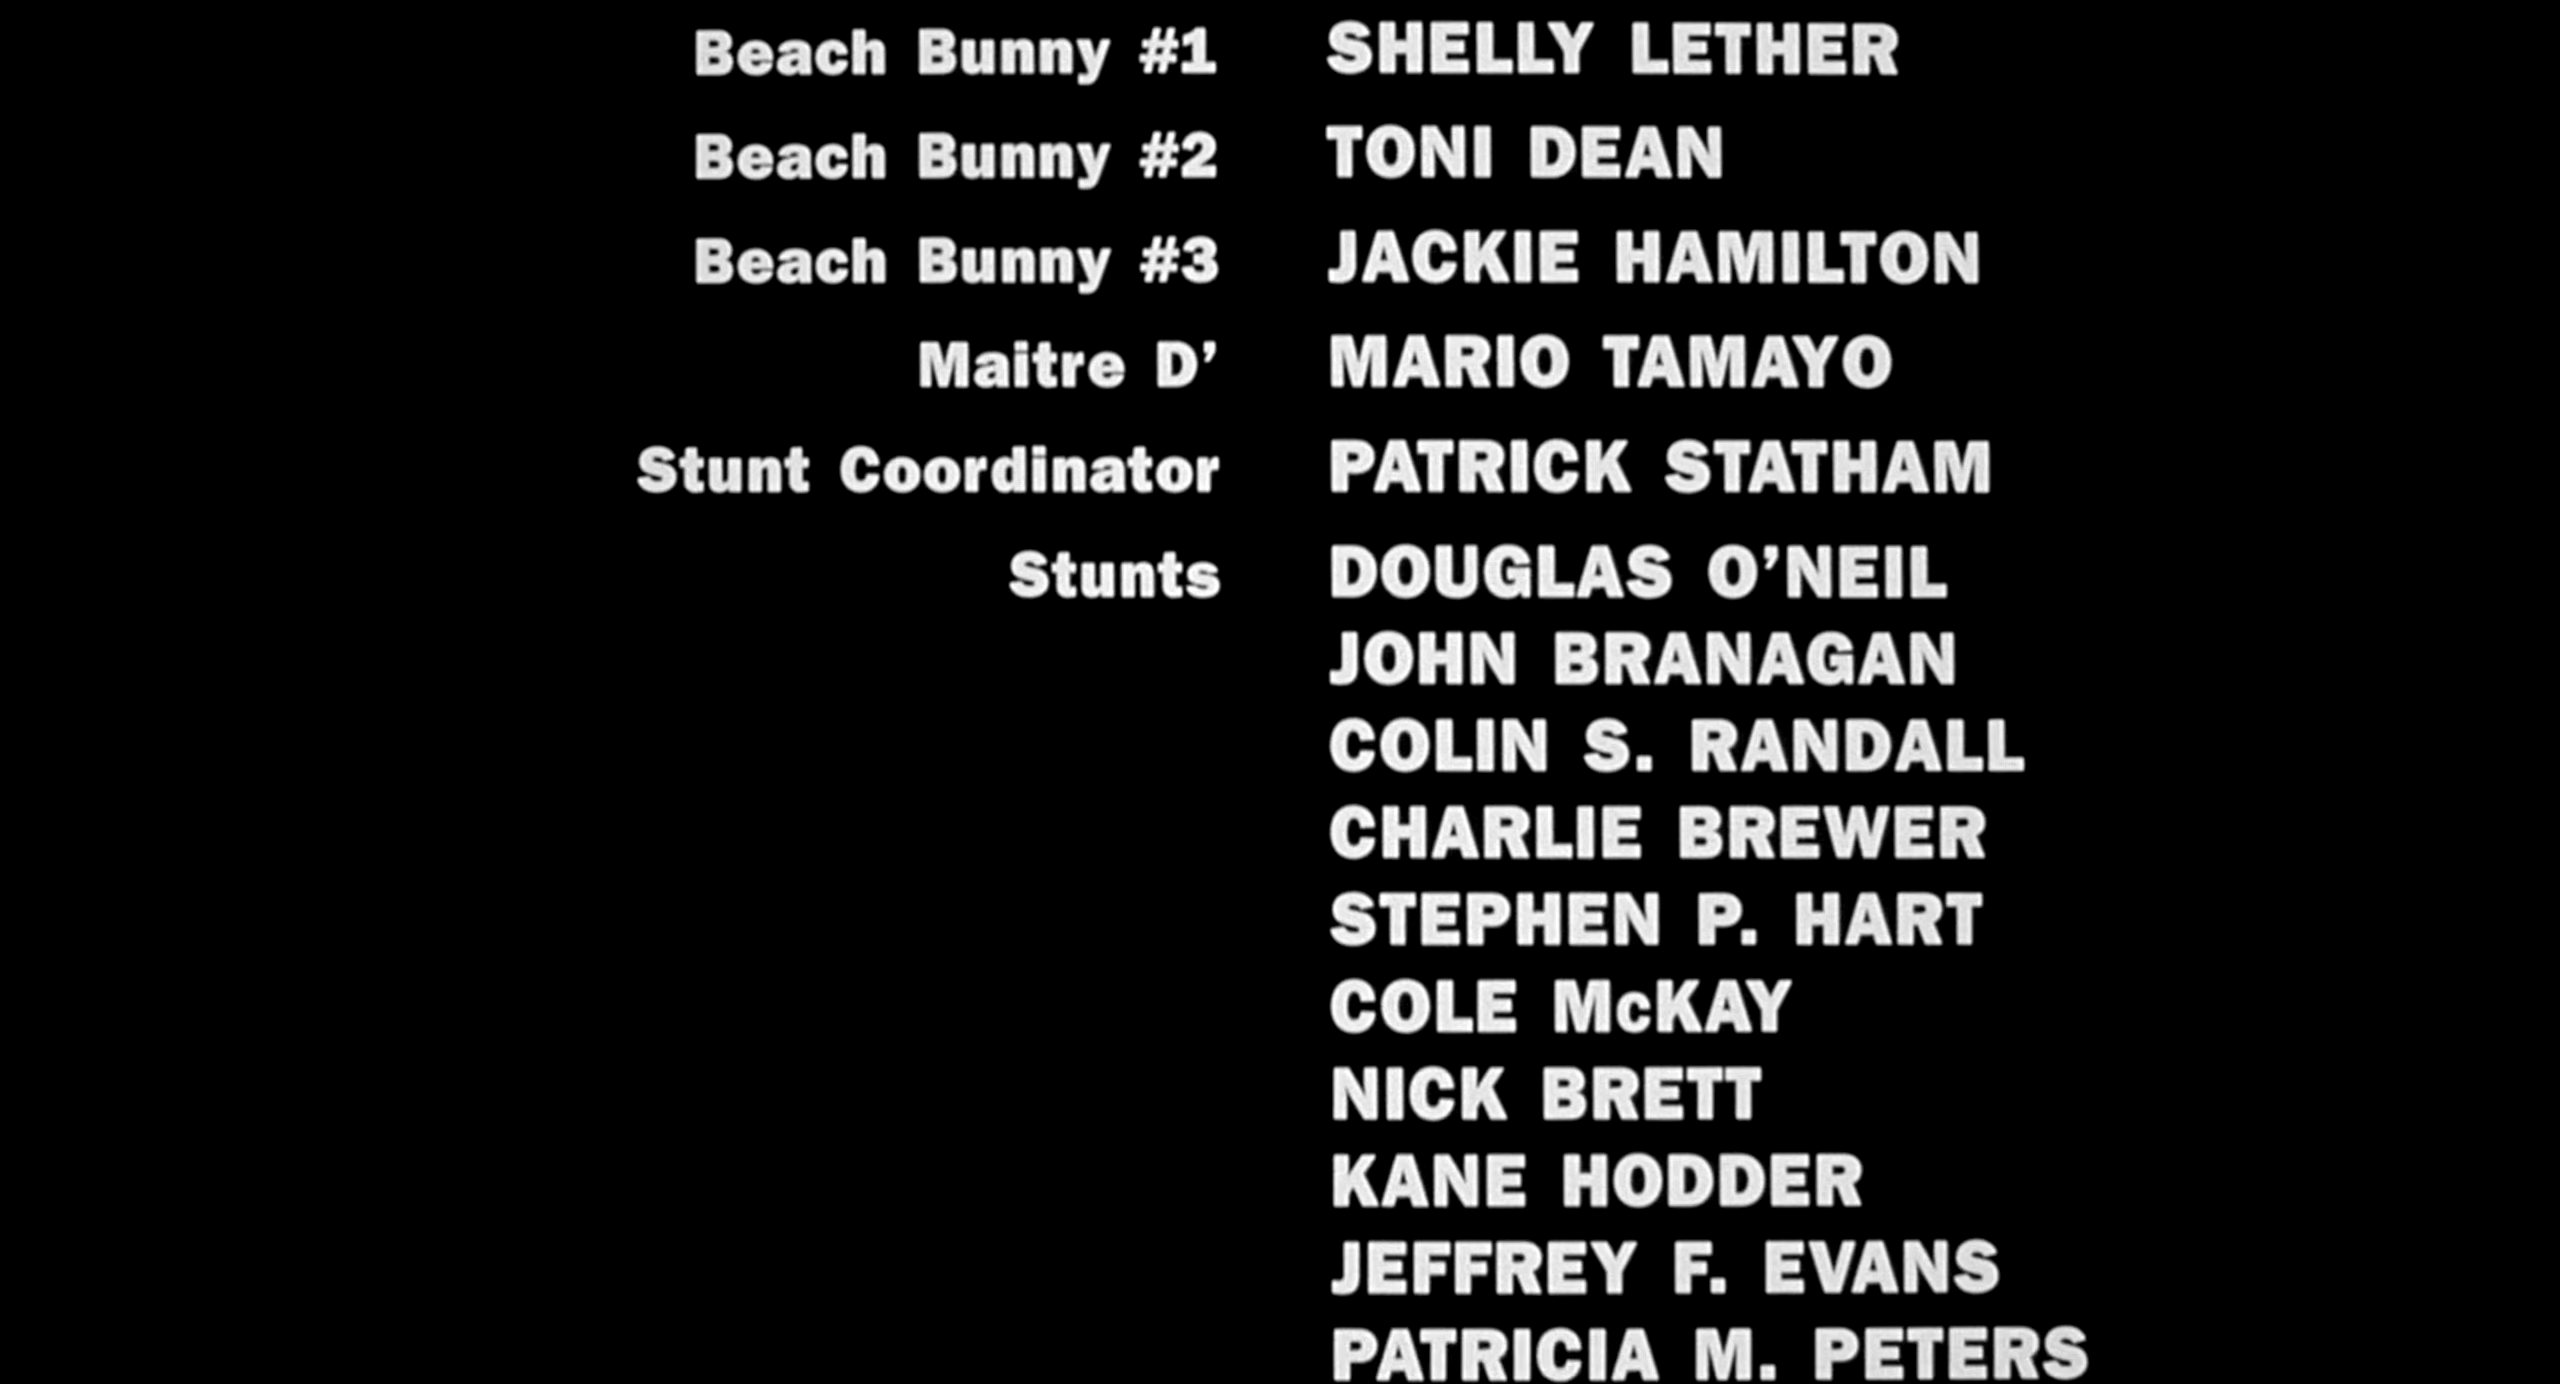 Beach Bunny #1 SHELLY LETHER
Beach Bunny #2 TONI DEAN
Beach Bunny #3 JACKIE HAMILTON
Maitre D’ MARIO TAMAYO
Stunt Coordinator PATRICK STATHAM
Stunts DOUGLAS O’NEIL
JOHN BRANAGAN
COLIN S. RANDALL
CHARLIE BREWER
STEPHEN P. HART
COLE McKAY
NICK BRETT
KANE HODDER
JEFFREY F. EVANS
PATRICIA M. PETERS